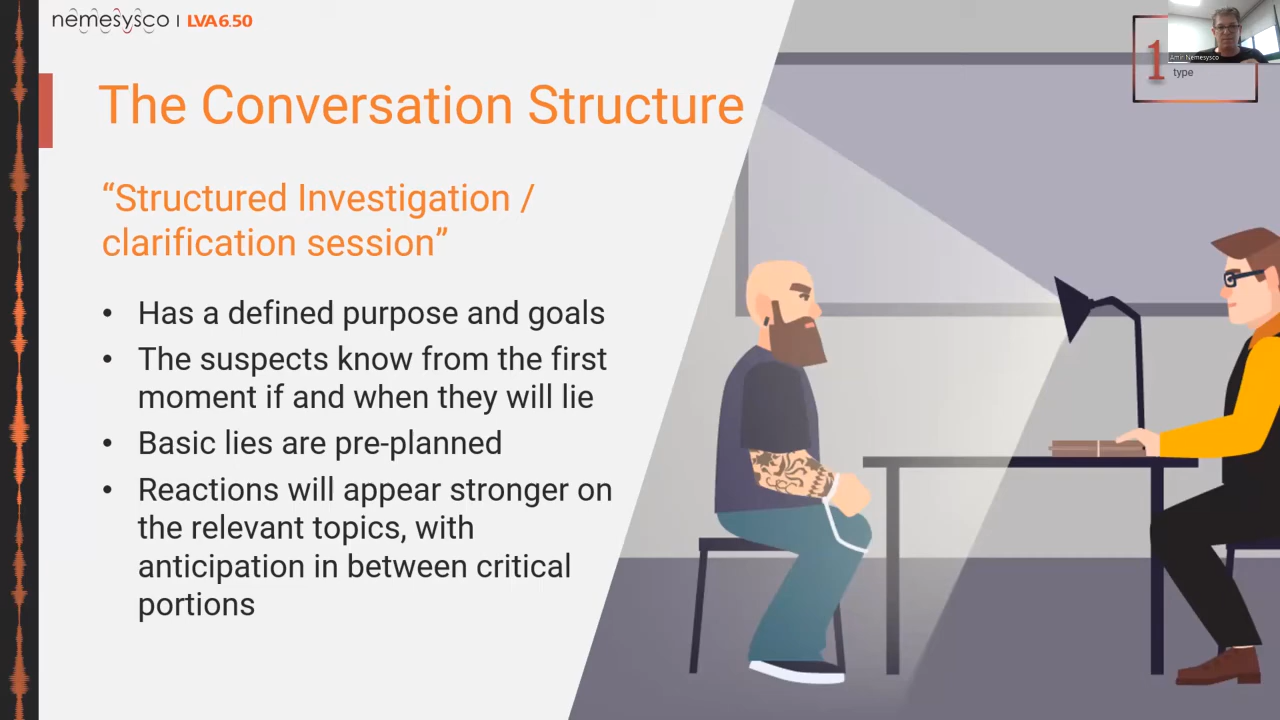 nemesysco | LVA6.50
1
Amir Nemesysco
type
The Conversation Structure
“Structured Investigation /
clarification session”
• Has a defined purpose and goals
• The suspects know from the first
moment if and when they will lie
• Basic lies are pre-planned
• Reactions will appear stronger on
the relevant topics, with
anticipation in between critical
portions